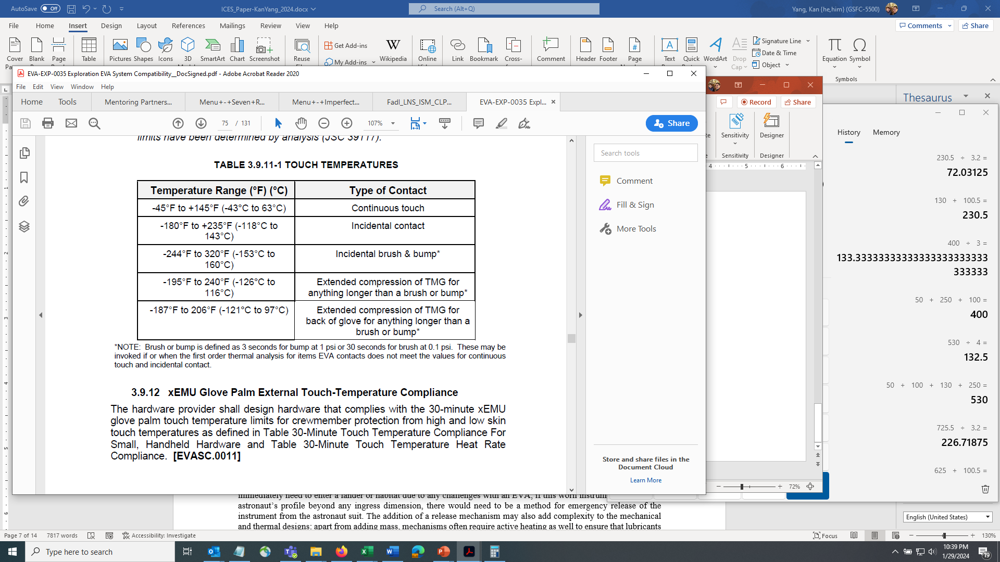 AutoSave Off
ICES_Paper-KanYang_2024.docx
Search (Alt+Q)
Yang, Kan {he,him} (GSFC-5500)
File Home Insert Design Layout References Mailings Review View Help
Comments Share
Cover Blank Page Table Pictures Shapes Icons 3D SmartArt Chart Screenshot Reuse Get Add-ins Wikipedia Online Link Bookmark Cross- Comment Header Footer Page Text Quick WordArt Drop Signature Line Equation Symbol
My Add-ins
Cap Date & Time
Object
Symbols
EVA-EXP-0035 Exploration EVA System Compatibility__DocSigned.pdf - Adobe Acrobat Reader 2020
File Edit View Window Help
Home Tools Mentoring Partners... Menu+-+Seven+R... Menu+-+Imperfect... Fadl_LNS_ISM_CLP... EVA-EXP-0035 Expl...
75 / 131 107% Share
limits have been determined by analysis (JSC 39117).
TABLE 3.9.11-1 TOUCH TEMPERATURES
Temperature Range (°F) (°C) Type of Contact
-45°F to +145°F (-43°C to 63°C) Continuous touch
-180°F to +235°F (-118°C to Incidental contact
143°C)
-244°F to 320°F (-153°C to Incidental brush & bump*
160°C)
-195°F to 240°F (-126°C to Extended compression of TMG for
116°C) anything longer than a brush or bump*
-187°F to 206°F (-121°C to 97°C) Extended compression of TMG for
back of glove for anything longer than a
brush or bump*
*NOTE: Brush or bump is defined as 3 seconds for bump at 1 psi or 30 seconds for brush at 0.1 psi. These may be
invoked if or when the first order thermal analysis for items EVA contacts does not meet the values for continuous
touch and incidental contact.
3.9.12 xEMU Glove Palm External Touch-Temperature Compliance
The hardware provider shall design hardware that complies with the 30-minute xEMU
glove palm touch temperature limits for crewmember protection from high and low skin
touch temperatures as defined in Table 30-Minute Touch Temperature Compliance For
Small, Handheld Hardware and Table 30-Minute Touch Temperature Heat Rate
Compliance. [EVASC.0011]
Search tools
Comment
Fill & Sign
More Tools
Store and share files in the
Document Cloud
Learn More
Record Share
Sensitivity Designer
Sensitivity Designer
4 5 6
72%
Thesaurus
History Memory
230.5 ÷ 3.2 =
72.03125
130 + 100.5 =
230.5
400 ÷ 3 =
133.33333333333333333333333
333333
50 + 250 + 100 =
400
530 ÷ 4 =
132.5
50 + 100 + 130 + 250 =
530
725.5 ÷ 3.2 =
226.71875
625 + 100.5 =
English (United States)
immediately need to enter a lander or habitat due to any challenges with an EVA, if this worn instrum
astronaut's profile beyond any ingress dimension, there would need to be a method for emergency release of the
instrument from the astronaut suit. The addition of a release mechanism may also add complexity to the mechanical
and thermal designs: apart from adding mass, mechanisms often require active heating as well to ensure that lubricants
Page 7 of 14 7817 words Accessibility: Investigate Focus 130%
Type here to search
10:39 PM
1/29/2024
19